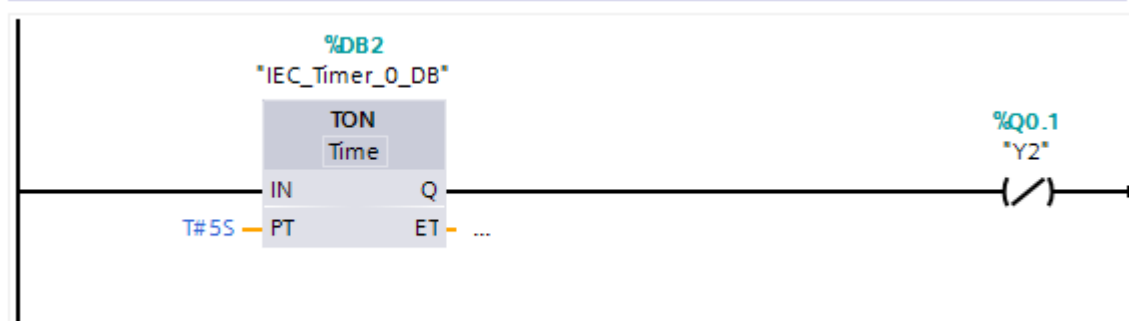 %DB2
"IEC_Timer_0_DB"
TON
Time
IN Q
T#5S PT ET ...
%Q0.1
"Y2"